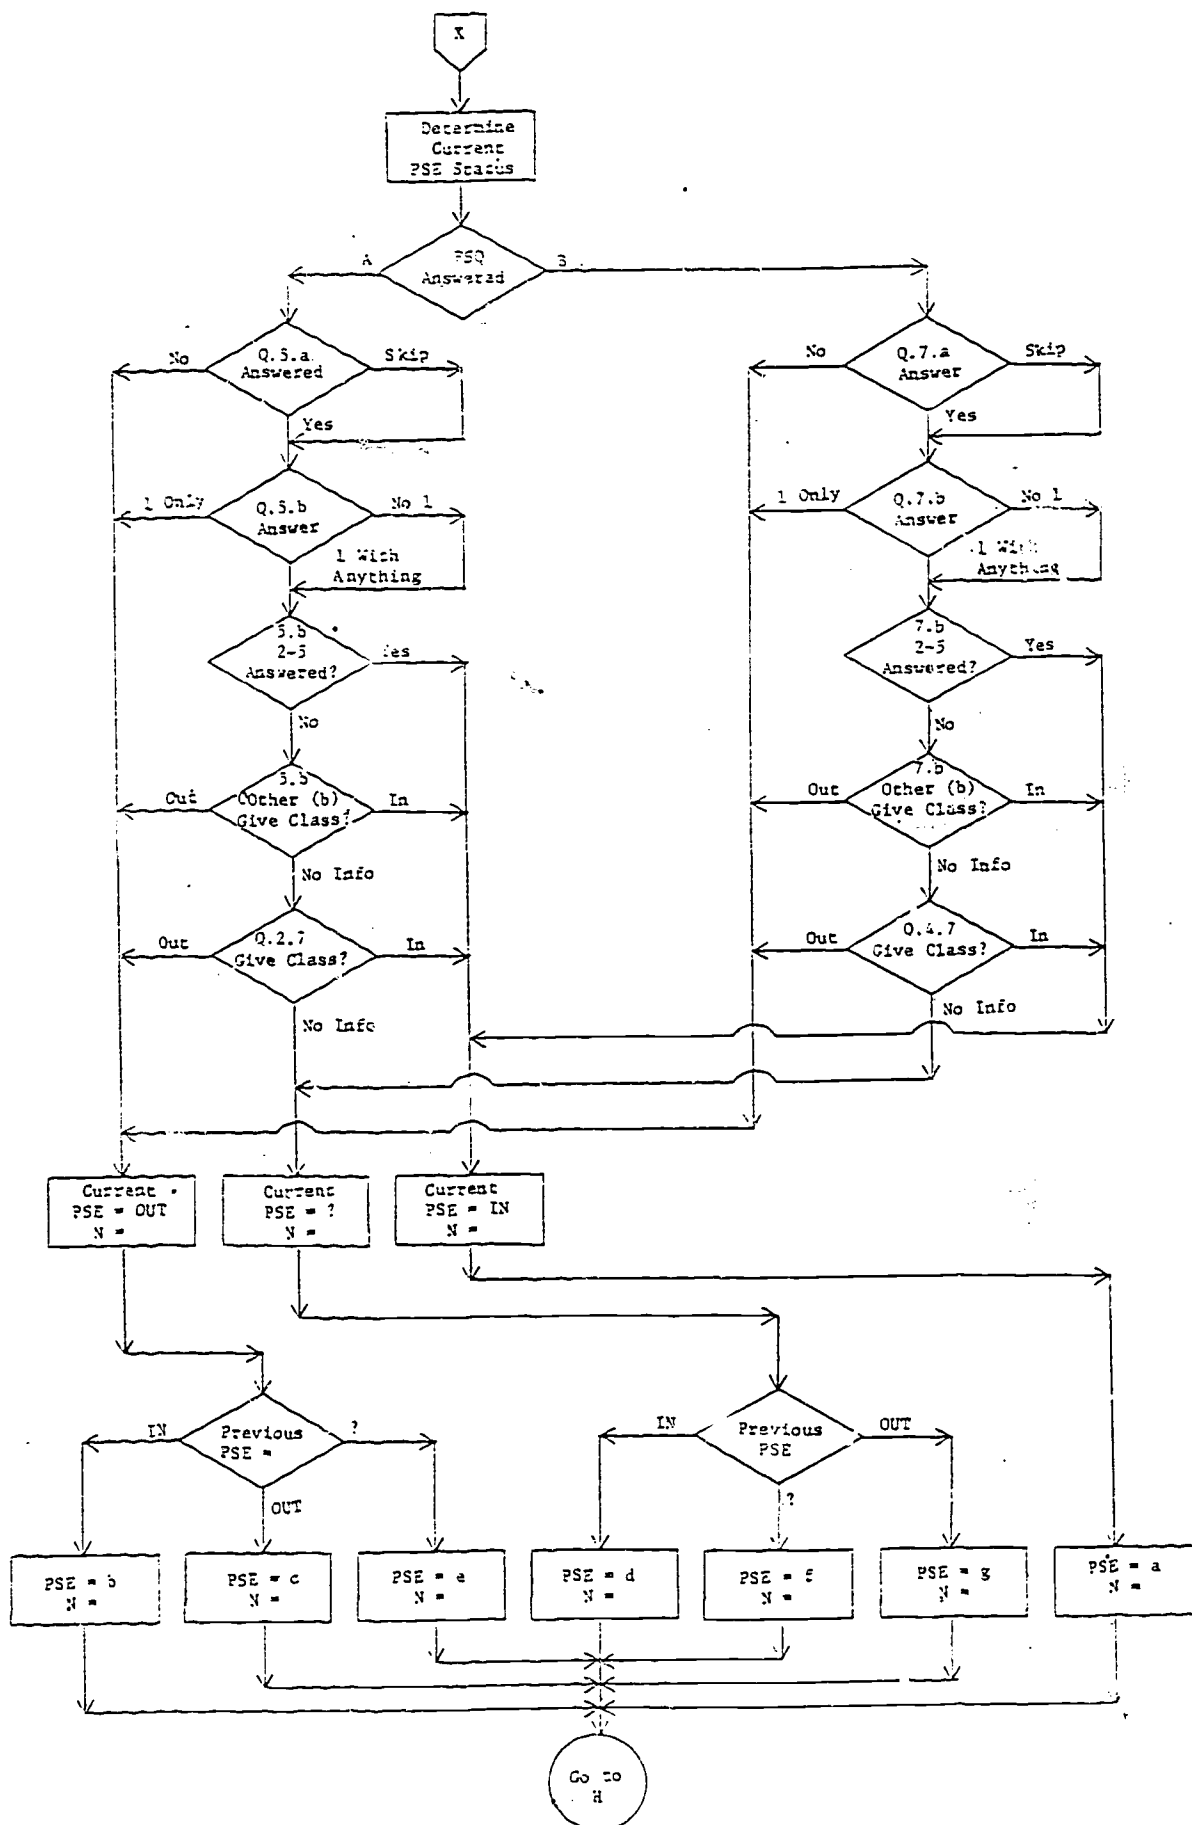 X
Determine
Current
PSE Status
A
PSQ
Answered
B
No
Q.5.a
Answered
Skip
Yes
No
Q.7.a
Answer
Skip
Yes
1 Only
Q.5.b
Answer
No 1
1 With
Anything
1 Only
Q.7.b
Answer
No 1
1 With
Anything
5.b
2-5
Answered?
Yes
No
7.b
2-5
Answered?
Yes
No
Out
5.b
Other (b)
Give Class?
In
No Info
Out
7.b
Other (b)
Give Class?
In
No Info
Out
Q.2.7
Give Class?
In
No Info
Out
Q.4.7
Give Class?
In
No Info
Current
PSE = OUT
N =
Current
PSE = ?
N =
Current
PSE = IN
N =
IN
Previous
PSE =
?
OUT
IN
Previous
PSE
OUT
?
PSE = b
N =
PSE = c
N =
PSE = e
N =
PSE = d
N =
PSE = f
N =
PSE = g
N =
PSE = a
N =
Go to
H